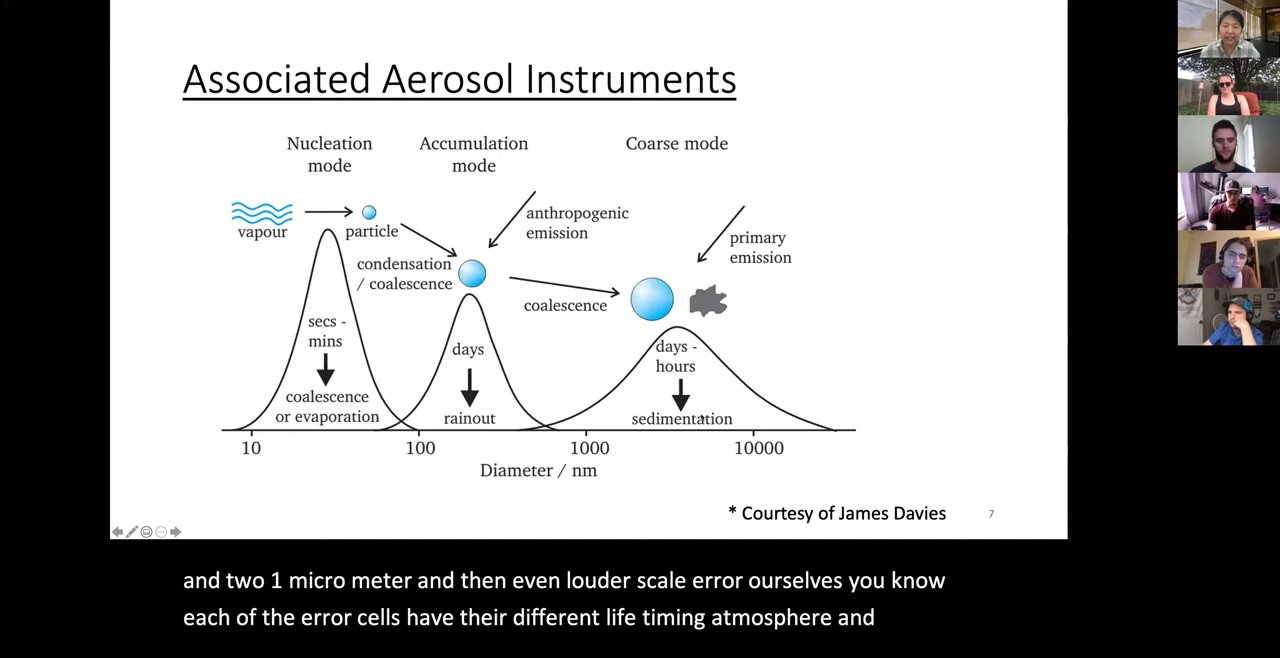 Associated Aerosol Instruments
Nucleation
mode
Accumulation
mode
Coarse mode
vapour
particle
condensation
/ coalescence
anthropogenic
emission
coalescence
primary
emission
secs -
mins
coalescence
or evaporation
days
rainout
days -
hours
sedimentation
10
100
1000
10000
Diameter / nm
* Courtesy of James Davies
7
and two 1 micro meter and then even louder scale error ourselves you know
each of the error cells have their different life timing atmosphere and